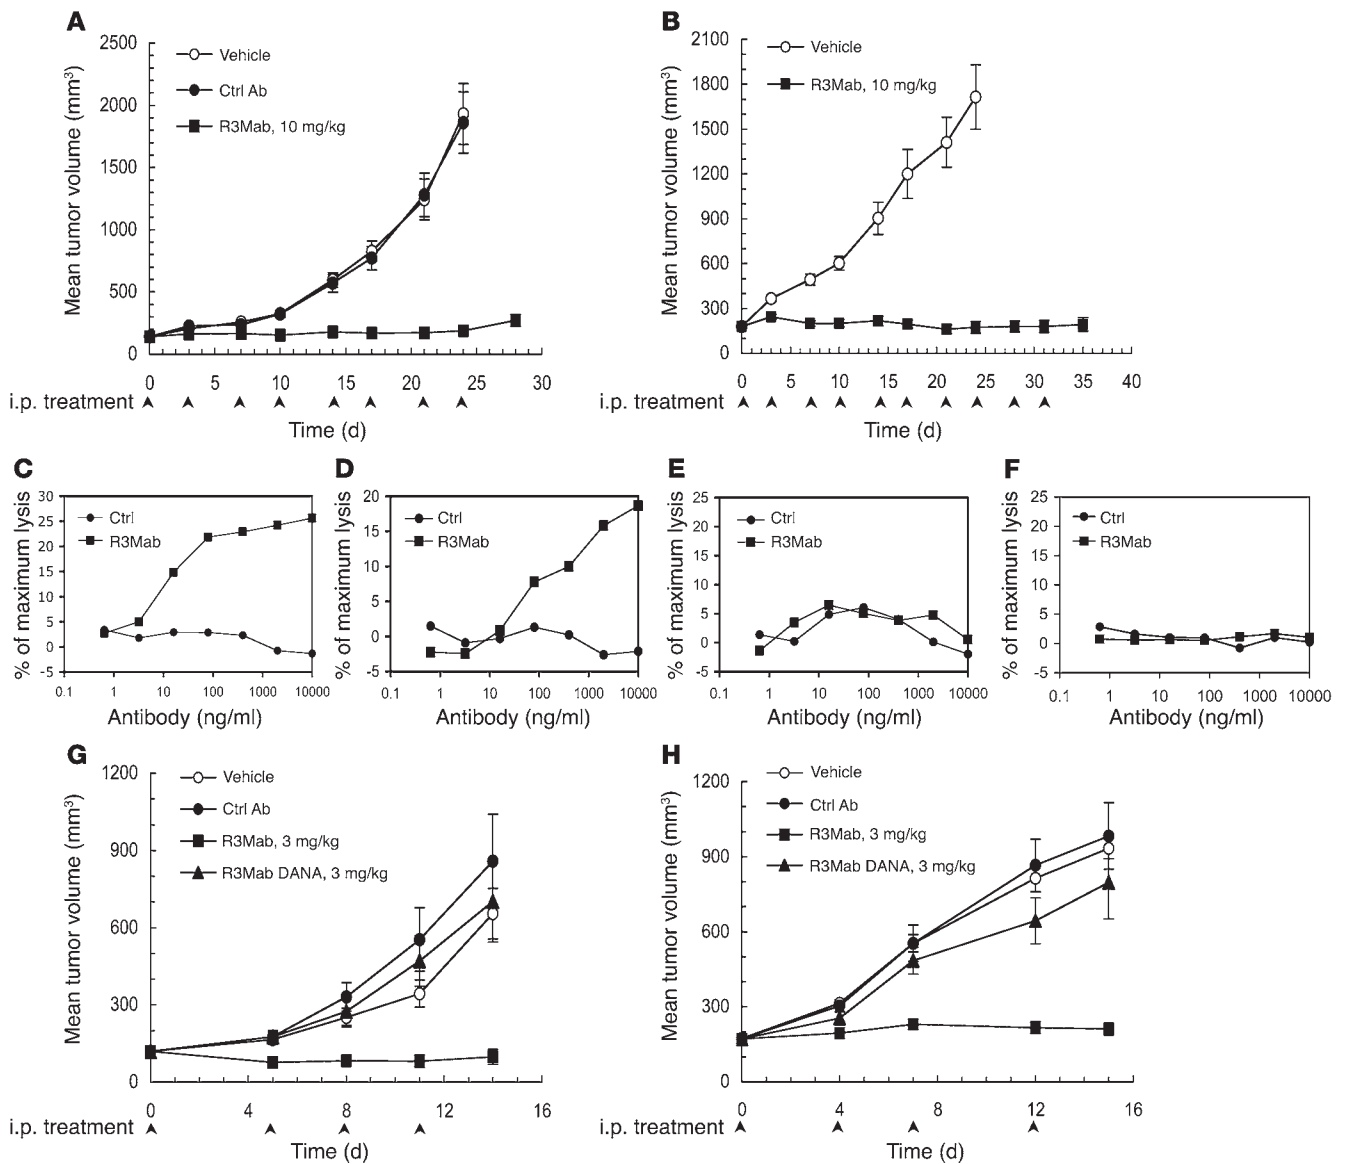 A
Mean tumor volume (mm³)
2500
2000
1500
1000
500
0
Vehicle
Ctrl Ab
R3Mab, 10 mg/kg
0 5 10 15 20 25 30
i.p. treatment
Time (d)
B
Mean tumor volume (mm³)
2100
1800
1500
1200
900
600
300
0
Vehicle
R3Mab, 10 mg/kg
0 5 10 15 20 25 30 35 40
i.p. treatment
Time (d)
C
% of maximum lysis
30
25
20
15
10
5
0
-5
Ctrl
R3Mab
0.1 1 10 100 1000 10000
Antibody (ng/ml)
D
% of maximum lysis
20
15
10
5
0
-5
Ctrl
R3Mab
0.1 1 10 100 1000 10000
Antibody (ng/ml)
E
% of maximum lysis
25
20
15
10
5
0
-5
Ctrl
R3Mab
0.1 1 10 100 1000 10000
Antibody (ng/ml)
F
% of maximum lysis
25
20
15
10
5
0
-5
Ctrl
R3Mab
0.1 1 10 100 1000 10000
Antibody (ng/ml)
G
Mean tumor volume (mm³)
1200
900
600
300
0
Vehicle
Ctrl Ab
R3Mab, 3 mg/kg
R3Mab DANA, 3 mg/kg
0 4 8 12 16
i.p. treatment
Time (d)
H
Mean tumor volume (mm³)
1200
900
600
300
0
Vehicle
Ctrl Ab
R3Mab, 3 mg/kg
R3Mab DANA, 3 mg/kg
0 4 8 12 16
i.p. treatment
Time (d)